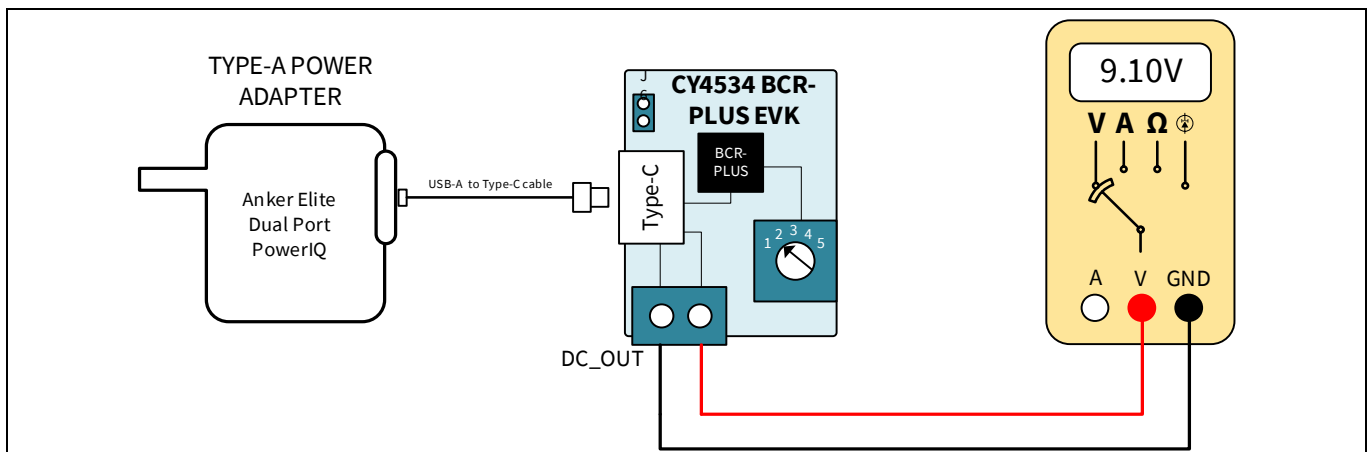 TYPE-A POWER
ADAPTER
Anker Elite
Dual Port
PowerIQ
USB-A to Type-C cable
J
6
CY4534 BCR-
PLUS EVK
BCR-
PLUS
Type-C
1 2 3 4 5
DC_OUT
9.10V
V A Ω
A V GND